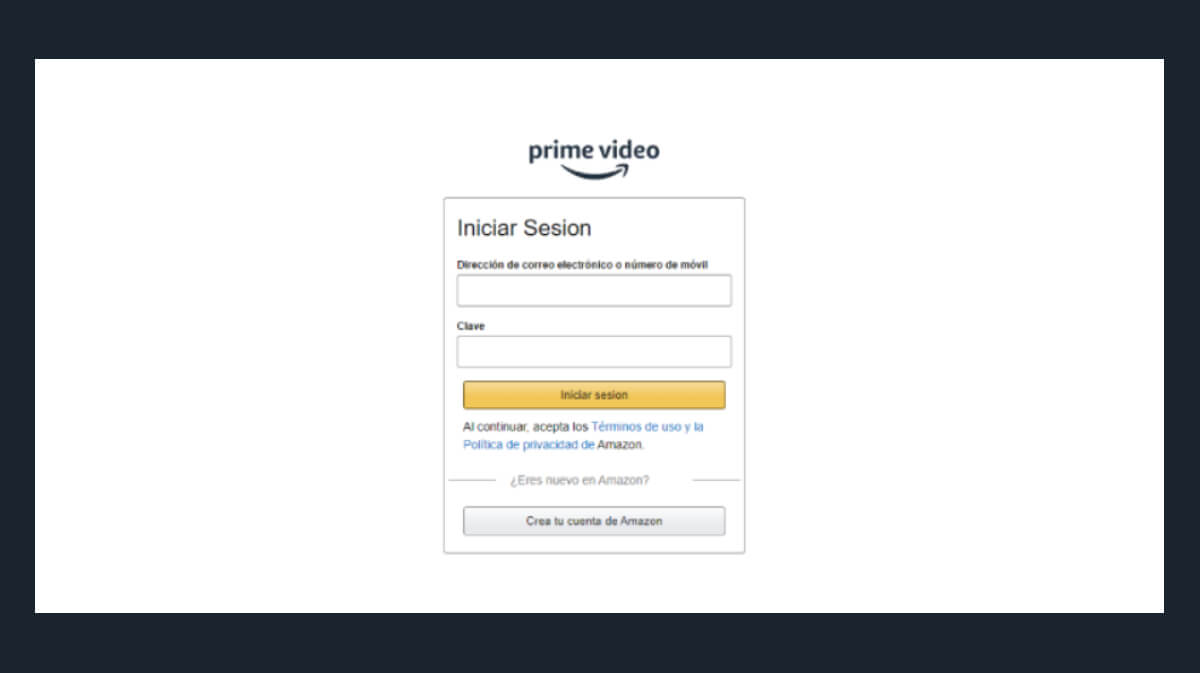 prime video
Iniciar Sesion
Dirección de correo electrónico o número de móvil
Clave
Iniciar sesion
Al continuar, acepta los Términos de uso y la
Política de privacidad de Amazon.
¿Eres nuevo en Amazon?
Crea tu cuenta de Amazon